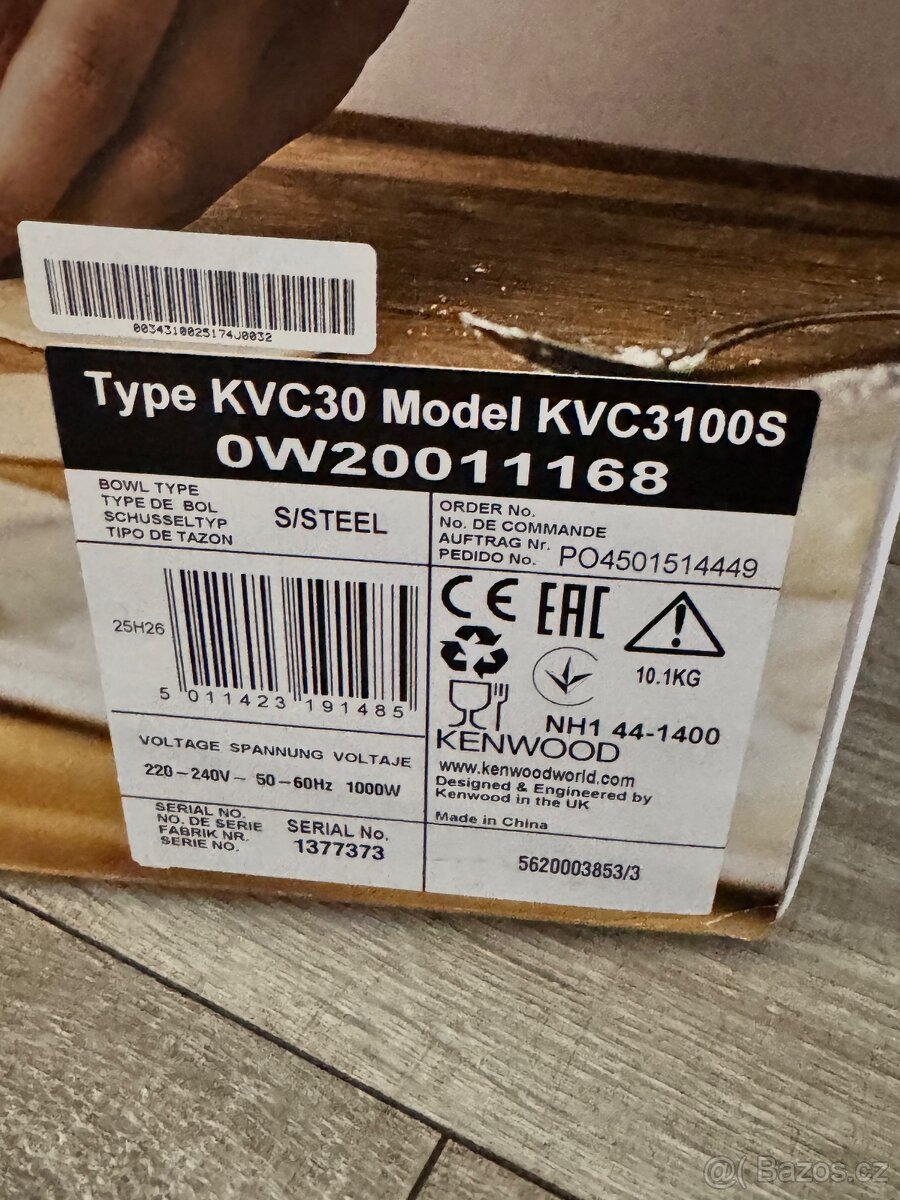 003431002S174J0032
Type KVC30 Model KVC3100S
0W20011168
BOWL TYPE
TYPE DE BOL
SCHUSSELTYP
TIPO DE TAZON
S/STEEL
ORDER No.
No. DE COMMANDE
AUFTRAG Nr.
PEDIDO No.
PO4501514449
25H26
5 011423 191485
CE EAC
10.1KG
NH1 44-1400
KENWOOD
www.kenwoodworld.com
Designed & Engineered by
Kenwood in the UK
Made in China
VOLTAGE SPANNUNG VOLTAJE
220-240V~ 50-60Hz 1000W
SERIAL NO.
NO. DE SERIE
FABRIK NR.
SERIE NO.
SERIAL No.
1377373
5620003853/3
@( Bazos.cz